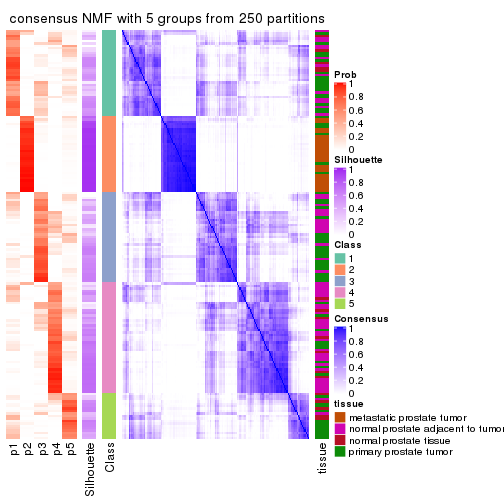 consensus NMF with 5 groups from 250 partitions
Prob
1
0.8
0.6
0.4
0.2
0
Silhouette
1
0.8
0.6
0.4
0.2
0
Class
1
2
3
4
5
Consensus
1
0.8
0.6
0.4
0.2
0
tissue
metastatic prostate tumor
normal prostate adjacent to tumor
normal prostate tissue
primary prostate tumor
p1
p2
p3
p4
p5
Silhouette
Class
tissue